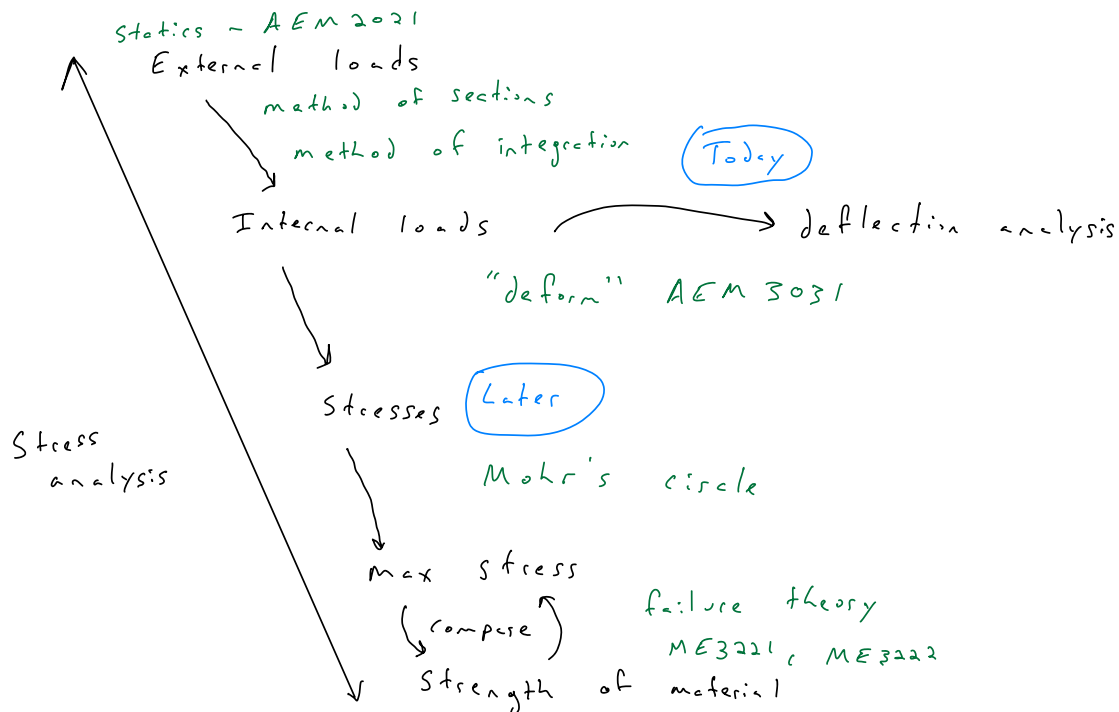 Statics - AEM 2021
External loads
method of sections
method of integration
Today
Internal loads
deflection analysis
"deform" AEM 3031
Stresses
Later
Stress
analysis
Mohr's circle
max stress
compare
failure theory
ME3221, ME3222
Strength of material